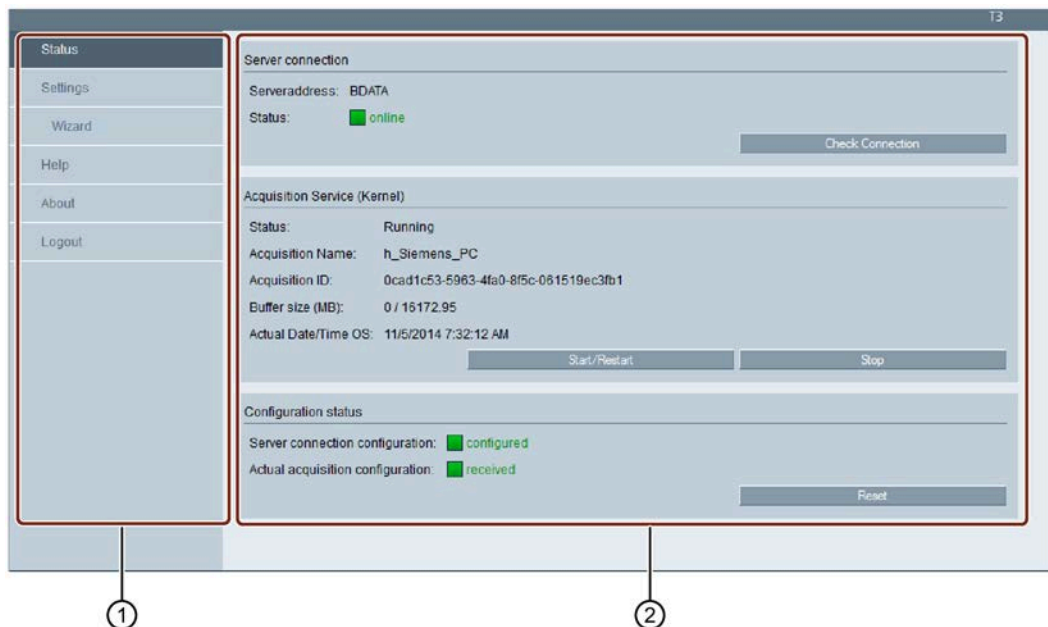 T3
Status
Settings
Wizard
Help
About
Logout
Server connection
Serveraddress: BDATA
Status: online
Check Connection
Acquisition Service (Kernel)
Status: Running
Acquisition Name: h_Siemens_PC
Acquisition ID: 0cad1c53-5963-4fa0-8f5c-061519ec3fb1
Buffer size (MB): 0 / 16172.95
Actual Date/Time OS: 11/5/2014 7:32:12 AM
Start/Restart Stop
Configuration status
Server connection configuration: configured
Actual acquisition configuration: received
Reset
1 2